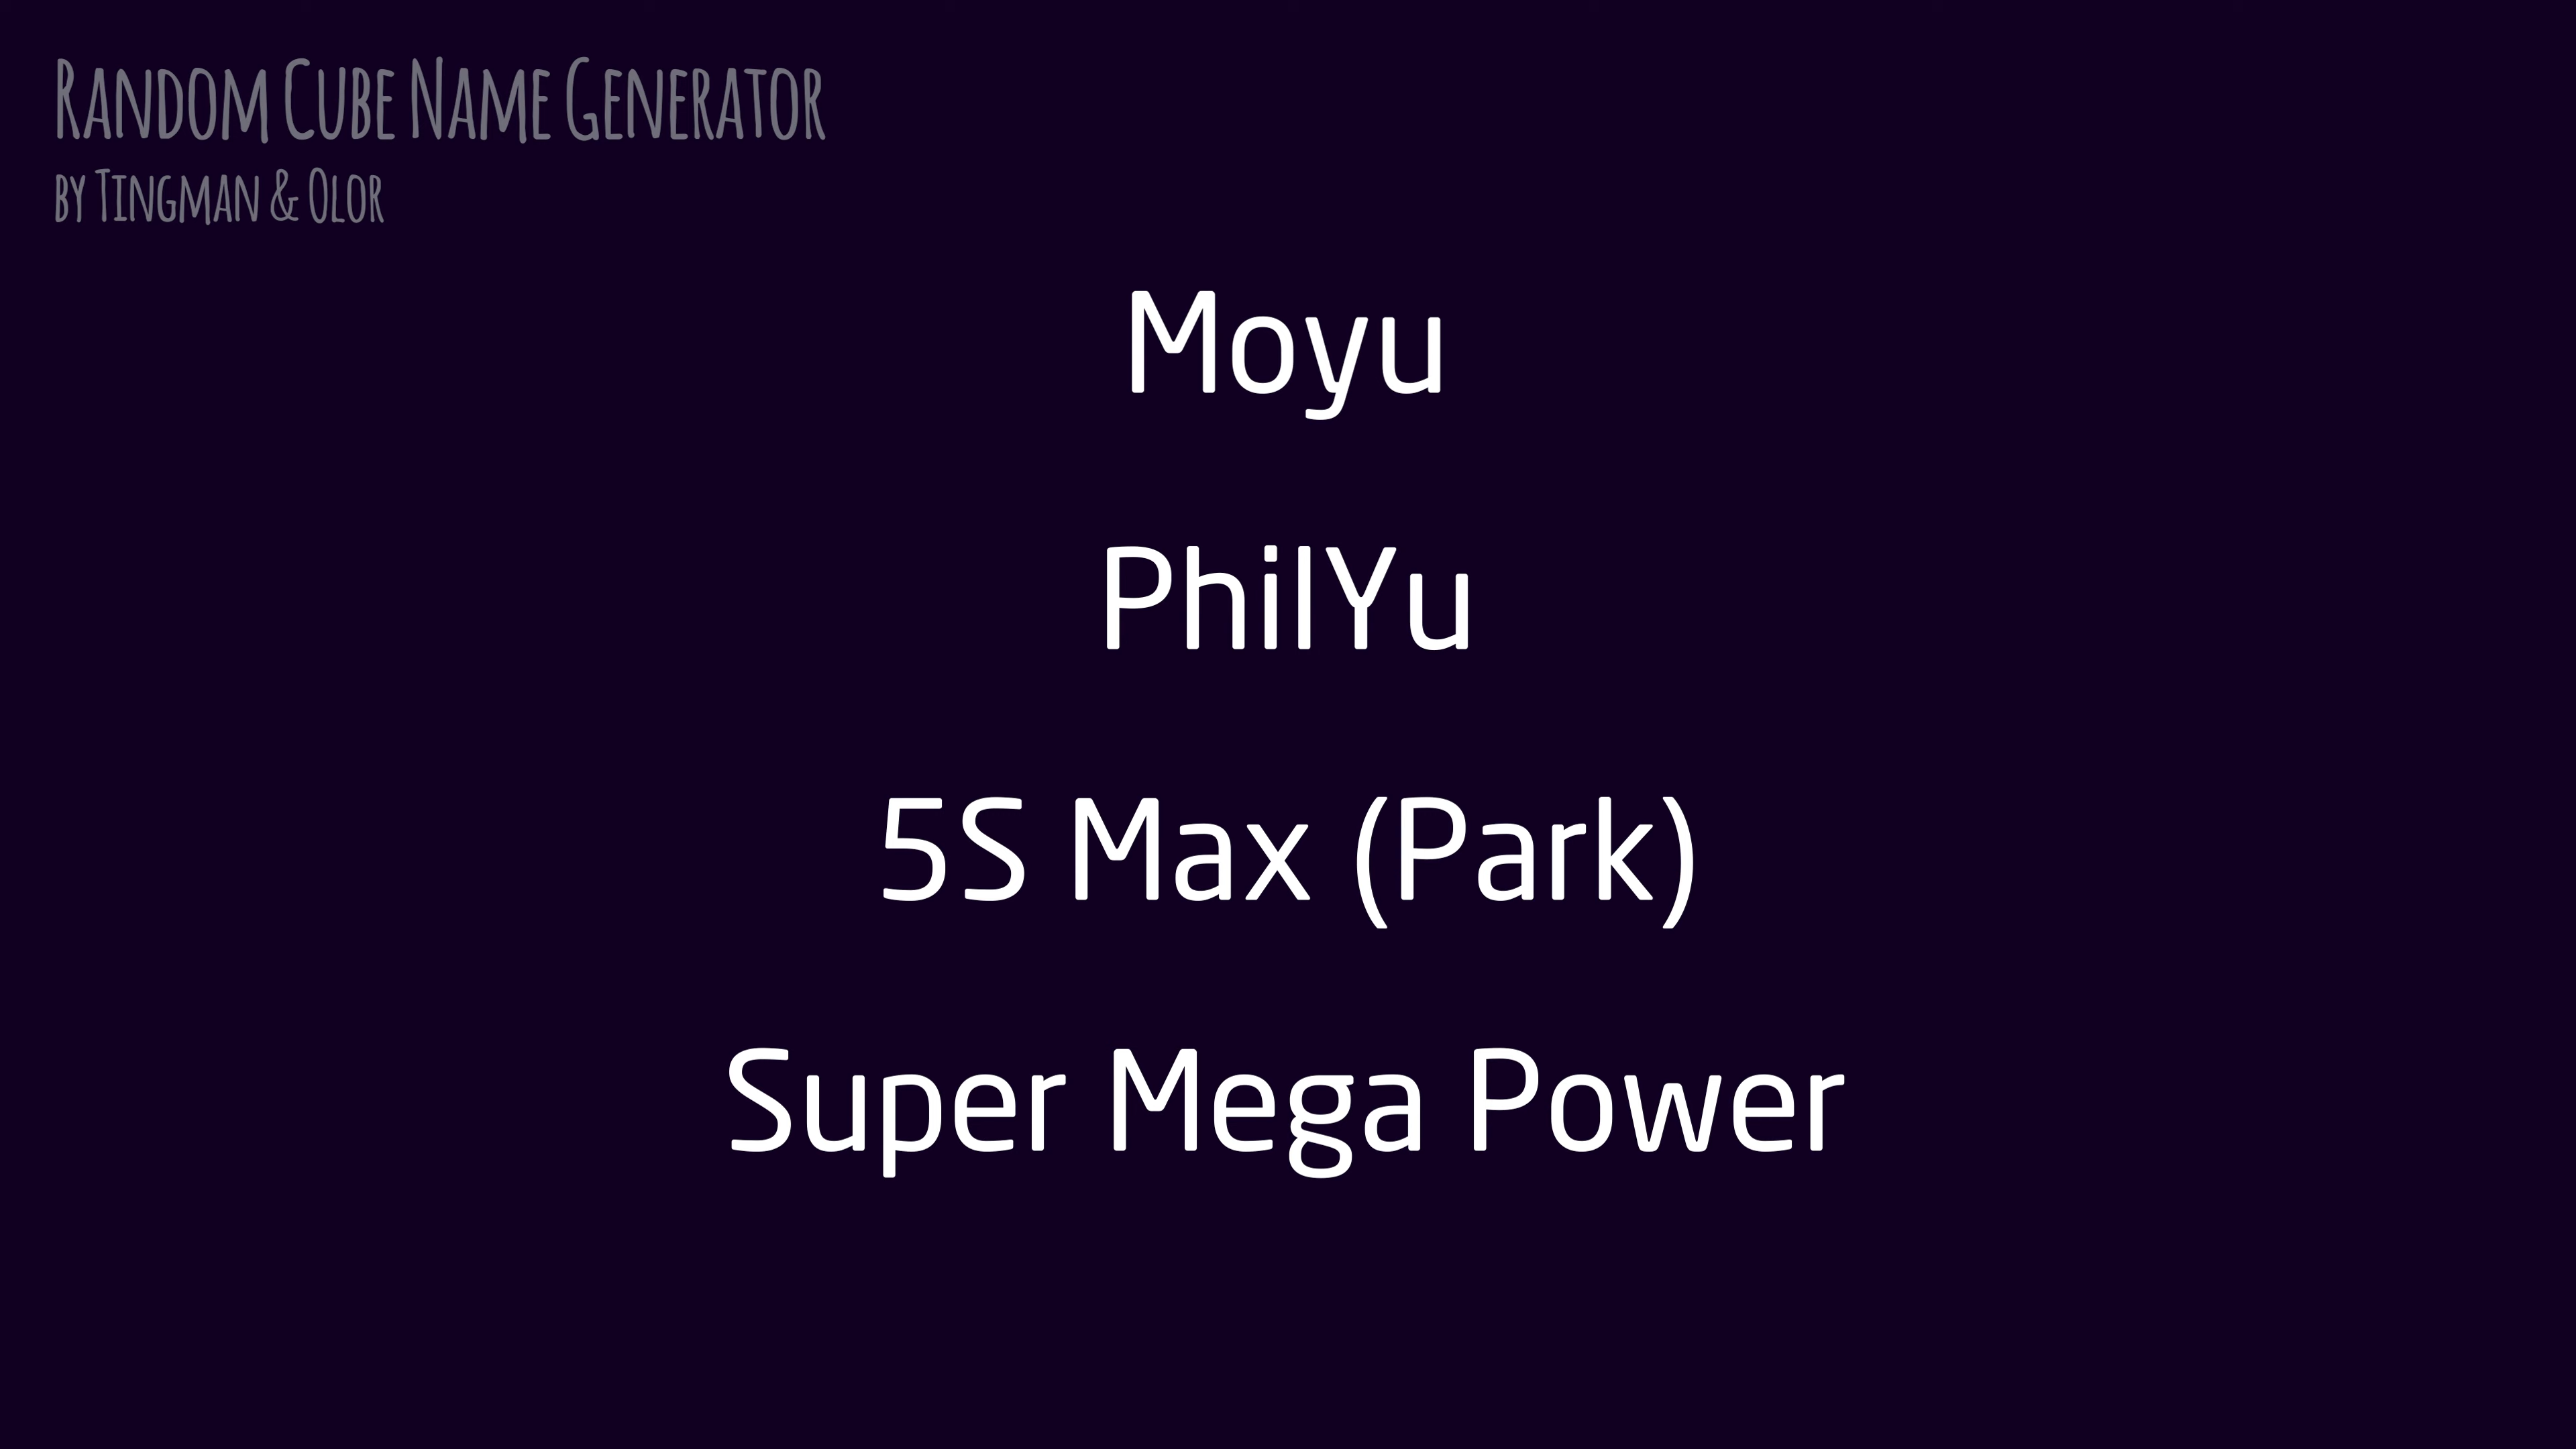 Random Cube Name Generator
by Tingman & Olor
Moyu
PhilYu
5S Max (Park)
Super Mega Power